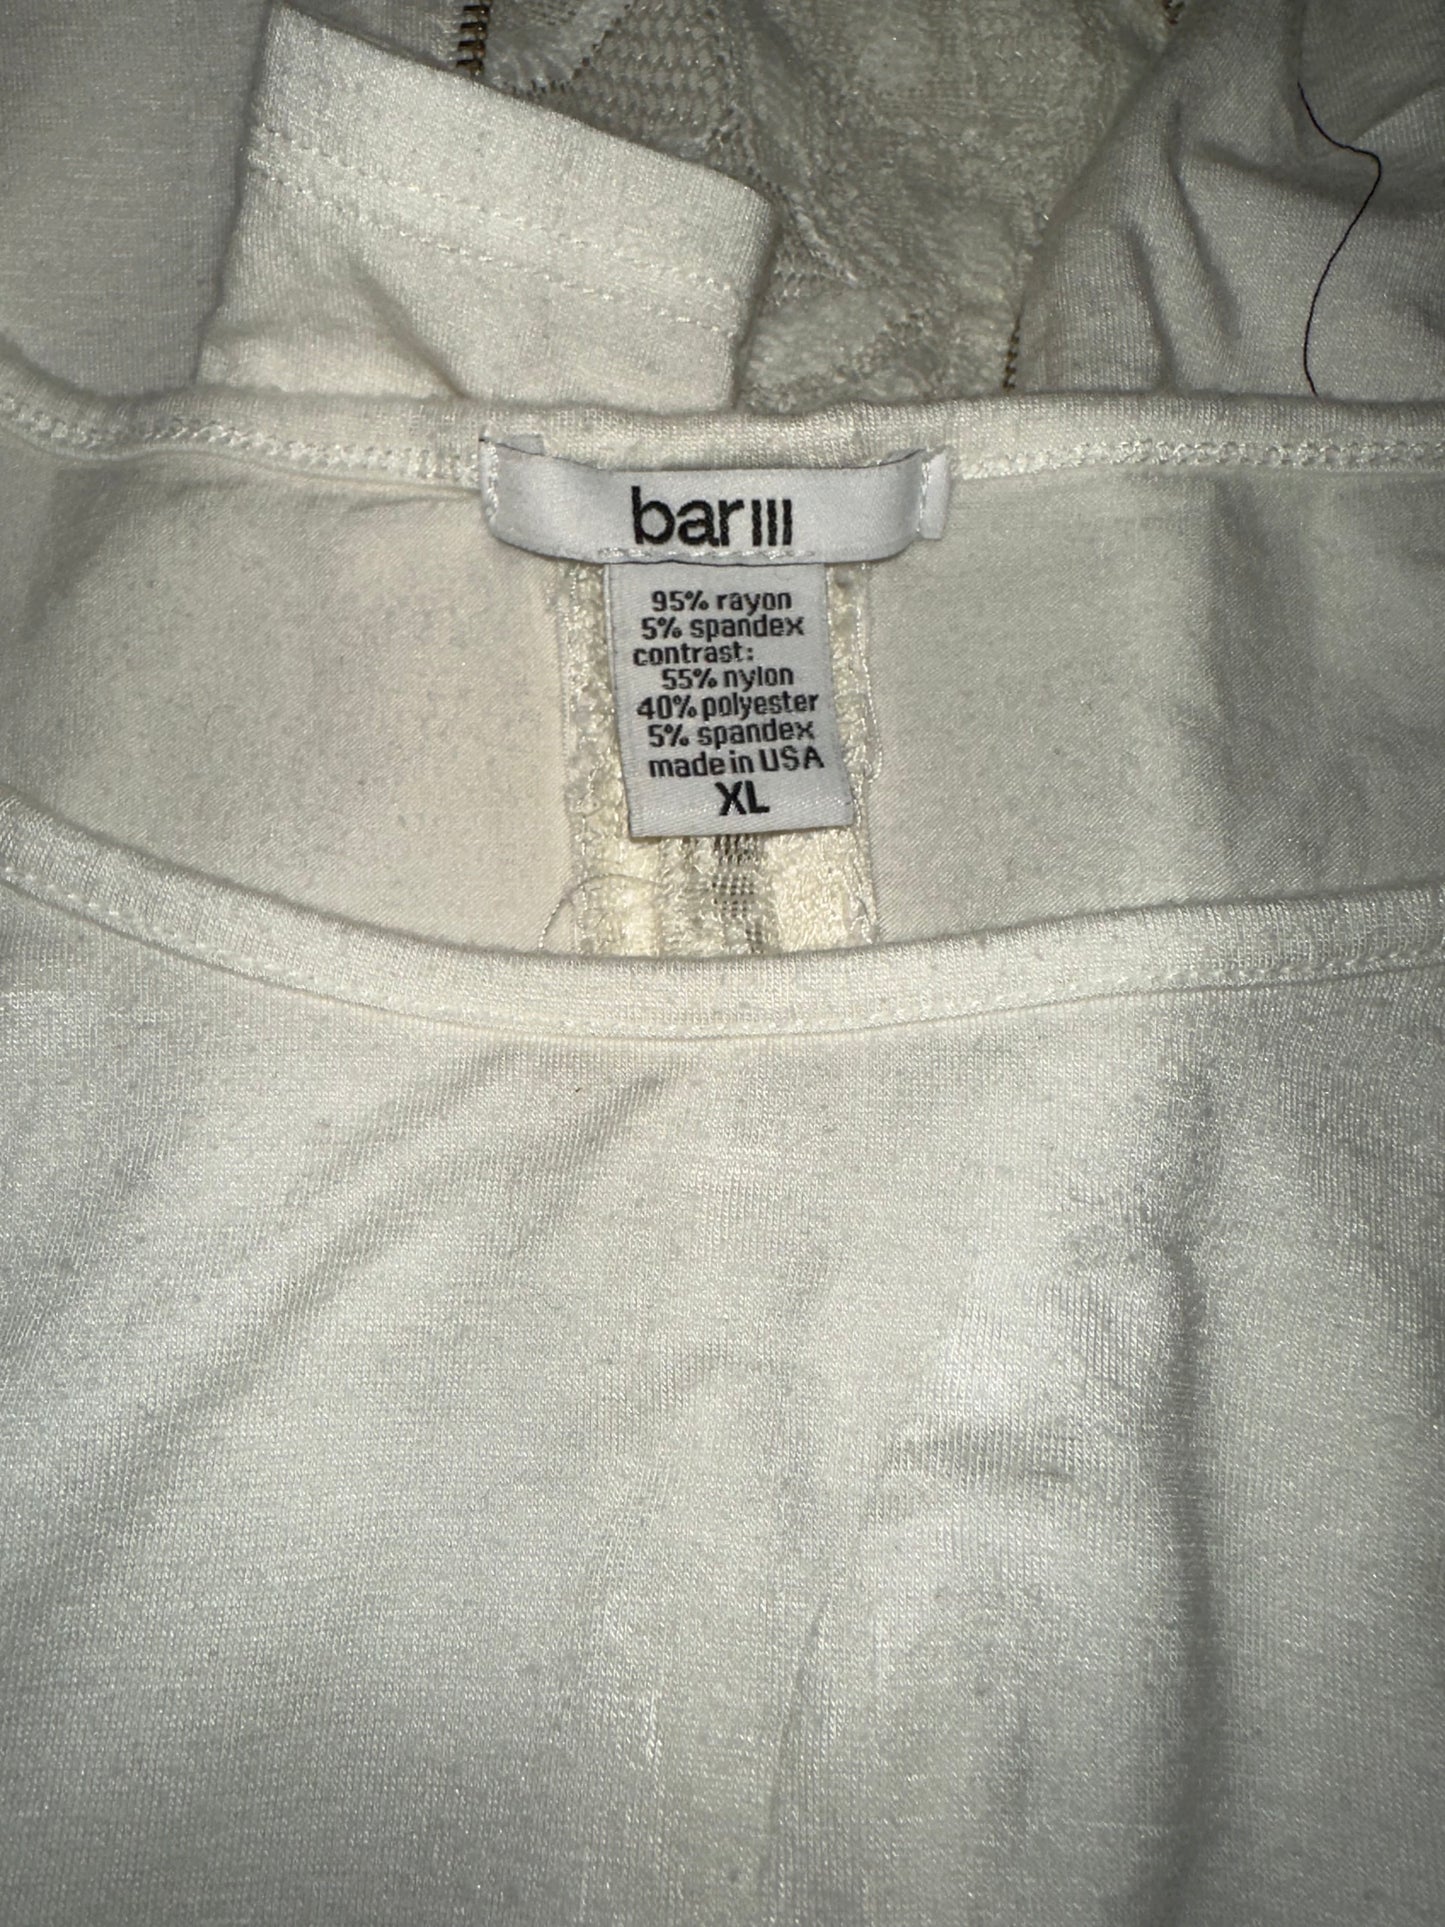 bar III
95% rayon
5% spandex
contrast:
55% nylon
40% polyester
5% spandex
made in USA
XL